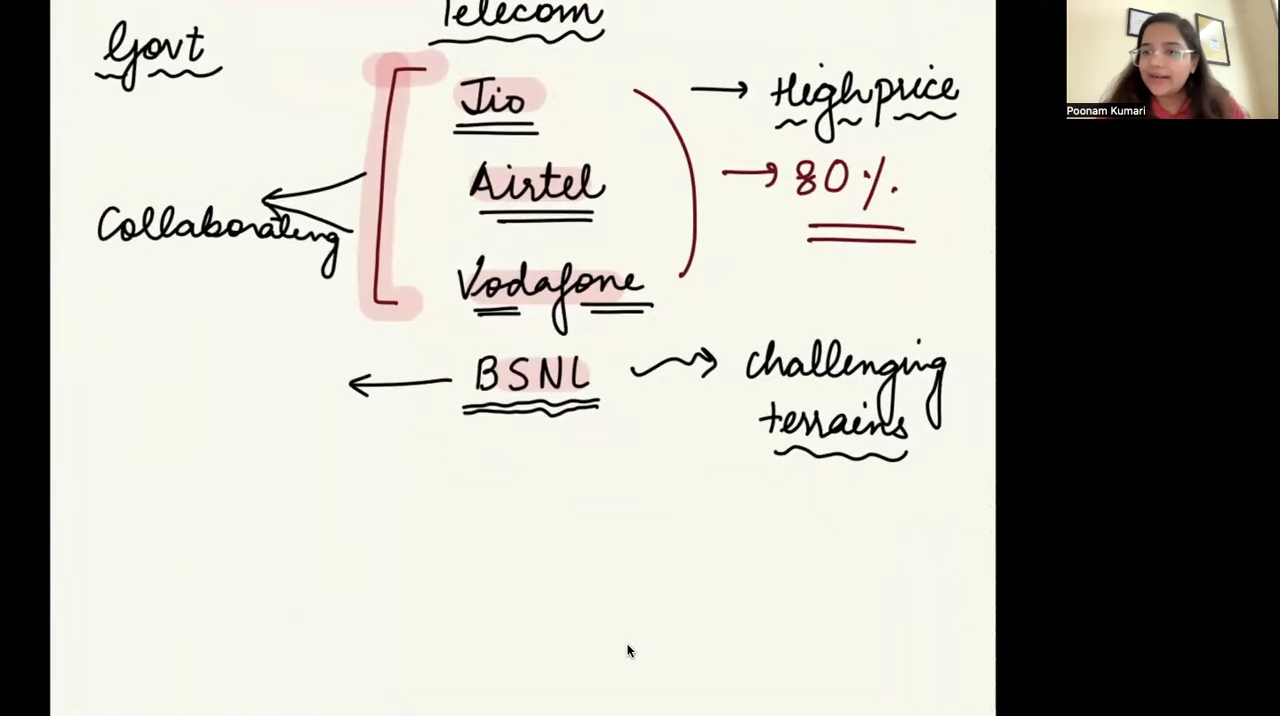 Telecom
Govt
Jio → High price
Airtel → 80%
Collaborating
Vodafone
BSNL challenging
terrains
Poonam Kumari